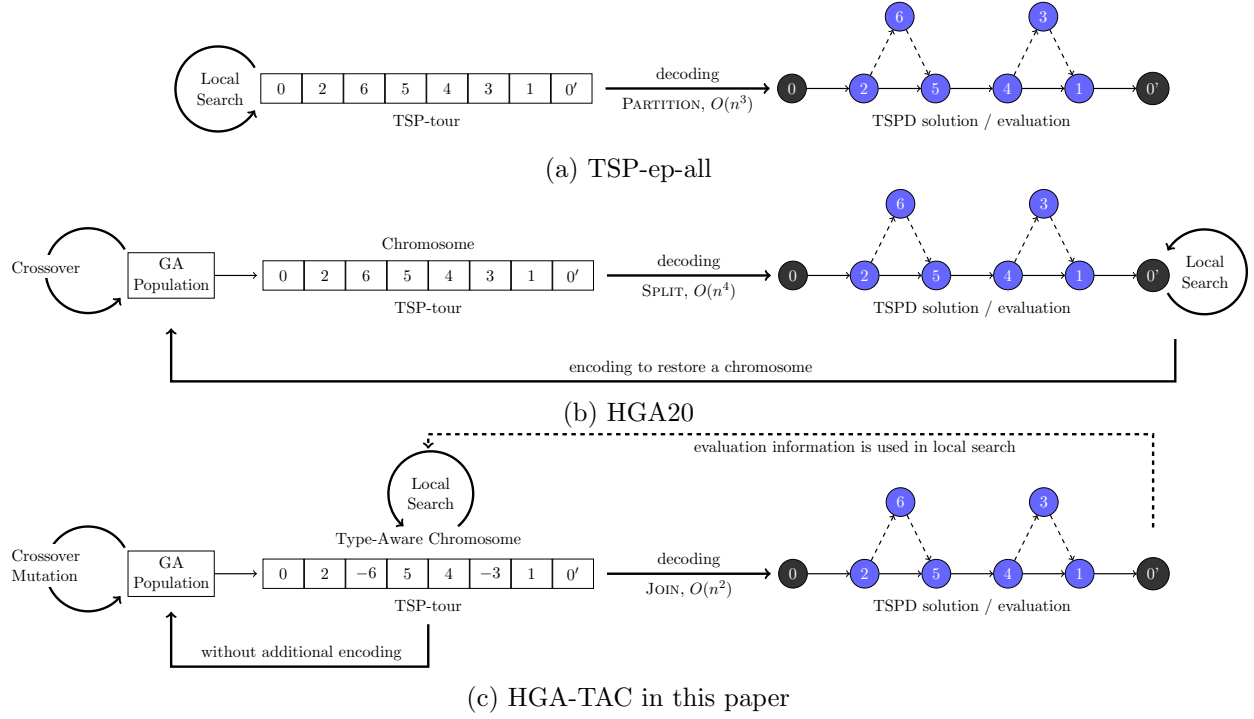 6 3
Local
Search
0 2 6 5 4 3 1 0′
decoding
PARTITION, O(n³)
0 2 5 4 1 0'
TSP-tour
TSPD solution / evaluation
(a) TSP-ep-all
6 3
Crossover
GA
Population
Chromosome
0 2 6 5 4 3 1 0′
TSP-tour
decoding
SPLIT, O(n⁴)
0 2 5 4 1 0'
Local
Search
TSPD solution / evaluation
encoding to restore a chromosome
(b) HGA20
evaluation information is used in local search
Local
Search
6 3
Crossover
Mutation
GA
Population
Type-Aware Chromosome
0 2 −6 5 4 −3 1 0′
TSP-tour
decoding
JOIN, O(n²)
0 2 5 4 1 0'
TSPD solution / evaluation
without additional encoding
(c) HGA-TAC in this paper